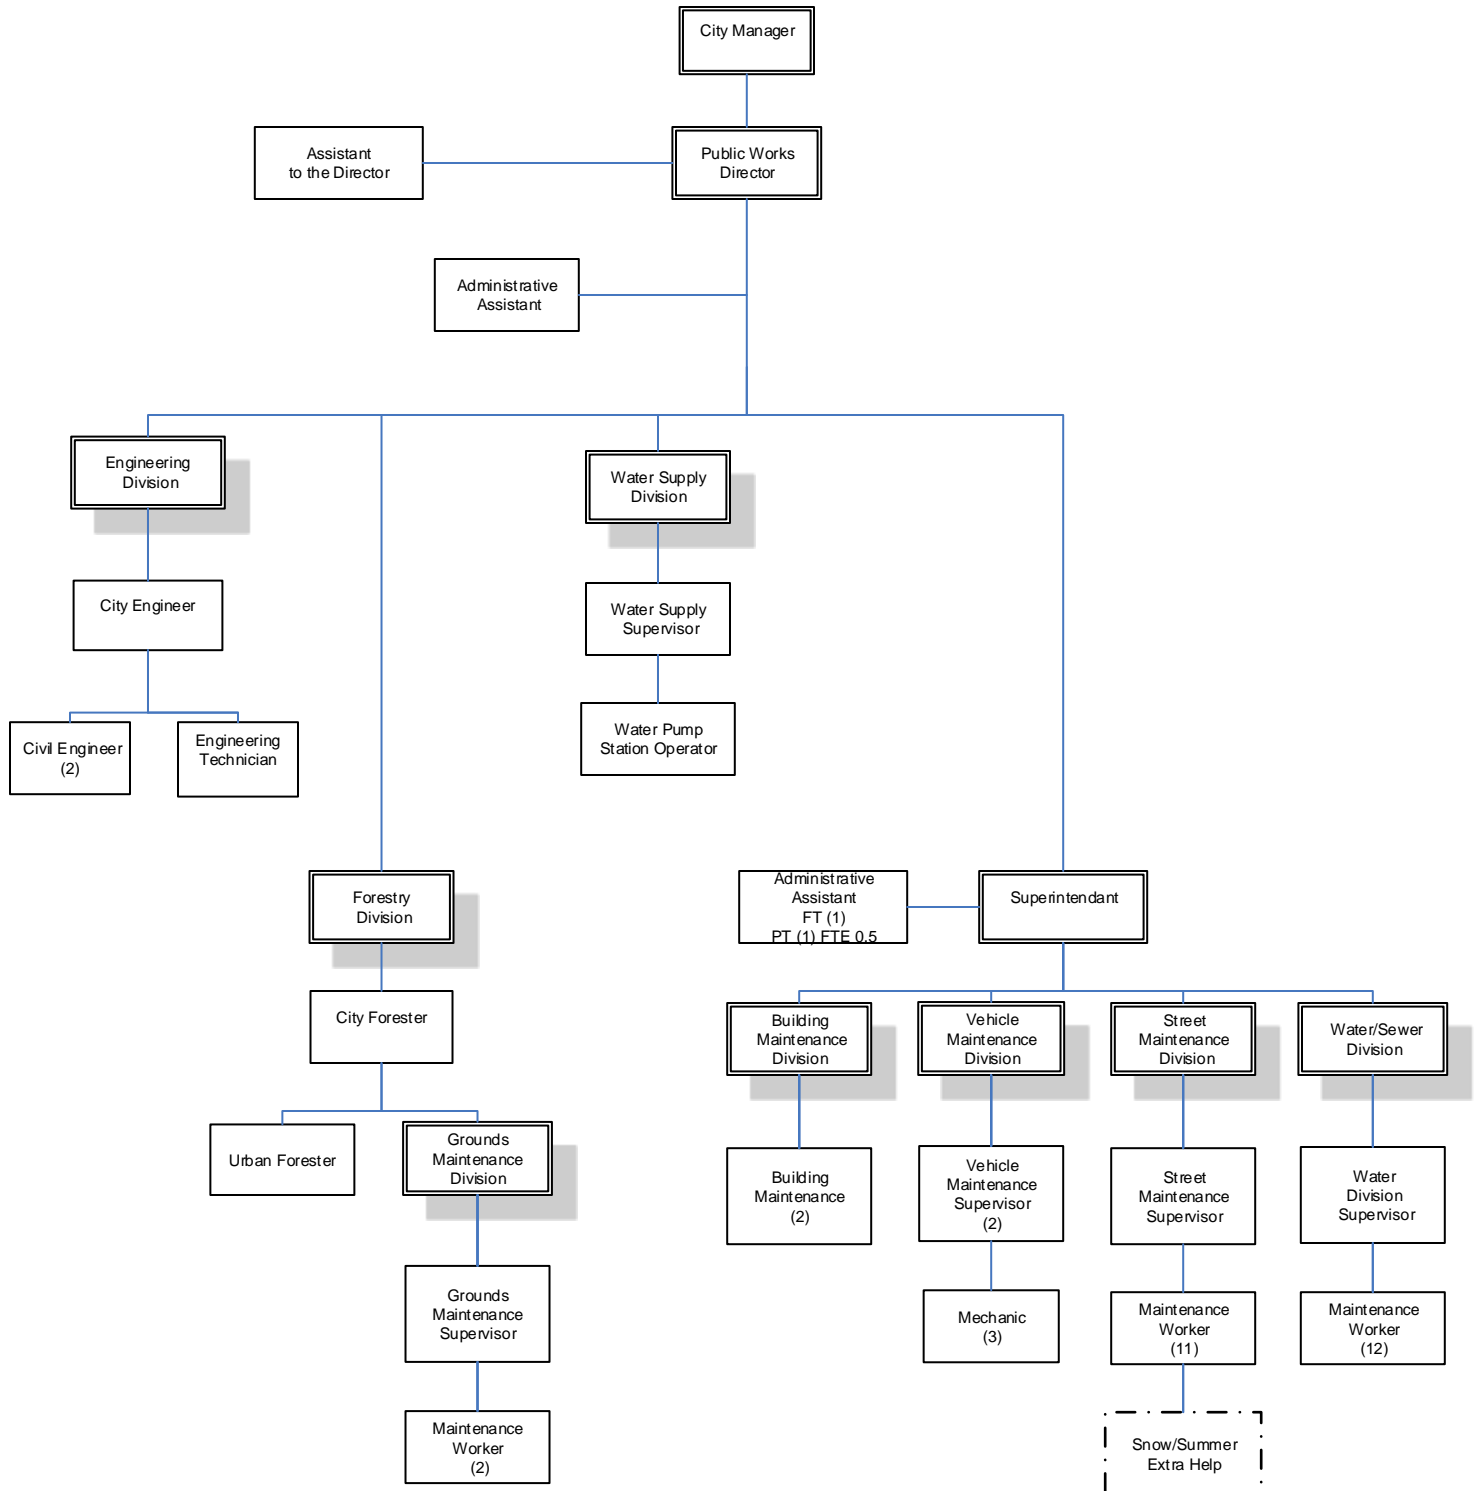 City Manager
Assistant
to the Director
Public Works
Director
Administrative
Assistant
Engineering
Division
Water Supply
Division
City Engineer
Water Supply
Supervisor
Civil Engineer
(2)
Engineering
Technician
Water Pump
Station Operator
Forestry
Division
Administrative
Assistant
FT (1)
PT (1) FTE 0.5
Superintendant
City Forester
Building
Maintenance
Division
Vehicle
Maintenance
Division
Street
Maintenance
Division
Water/Sewer
Division
Urban Forester
Grounds
Maintenance
Division
Building
Maintenance
(2)
Vehicle
Maintenance
Supervisor
(2)
Street
Maintenance
Supervisor
Water
Division
Supervisor
Grounds
Maintenance
Supervisor
Mechanic
(3)
Maintenance
Worker
(11)
Maintenance
Worker
(12)
Maintenance
Worker
(2)
Snow/Summer
Extra Help